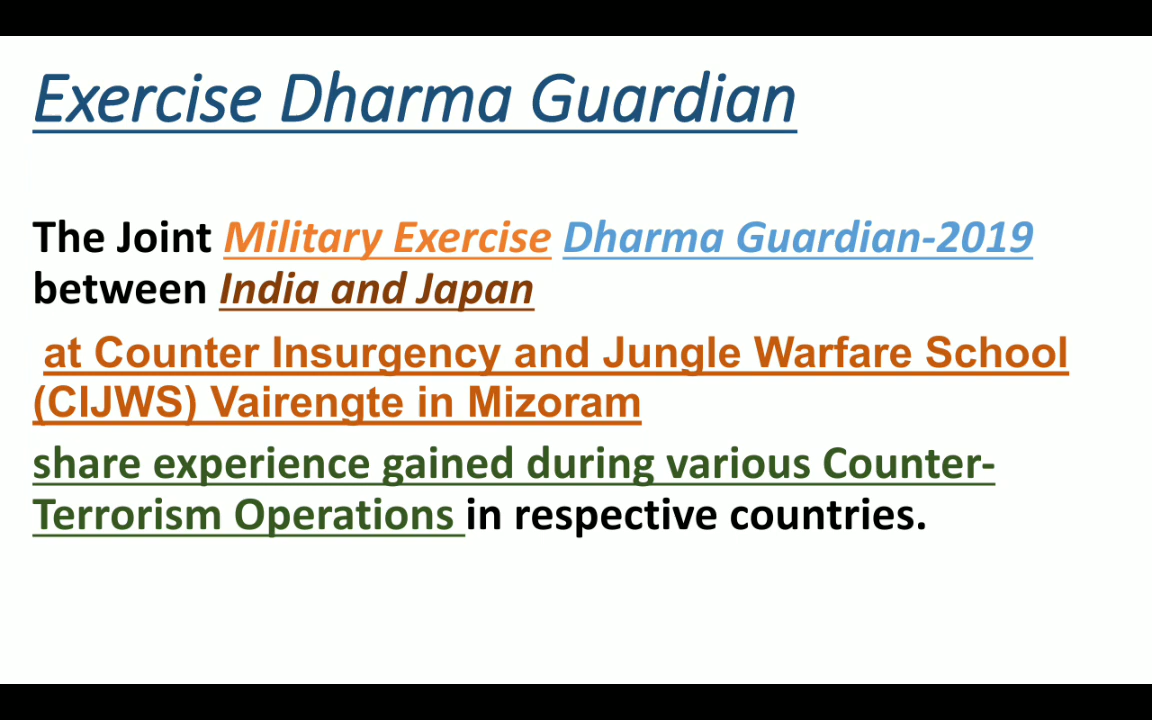 Exercise Dharma Guardian
The Joint Military Exercise Dharma Guardian-2019
between India and Japan
at Counter Insurgency and Jungle Warfare School
(CIJWS) Vairengte in Mizoram
share experience gained during various Counter-
Terrorism Operations in respective countries.